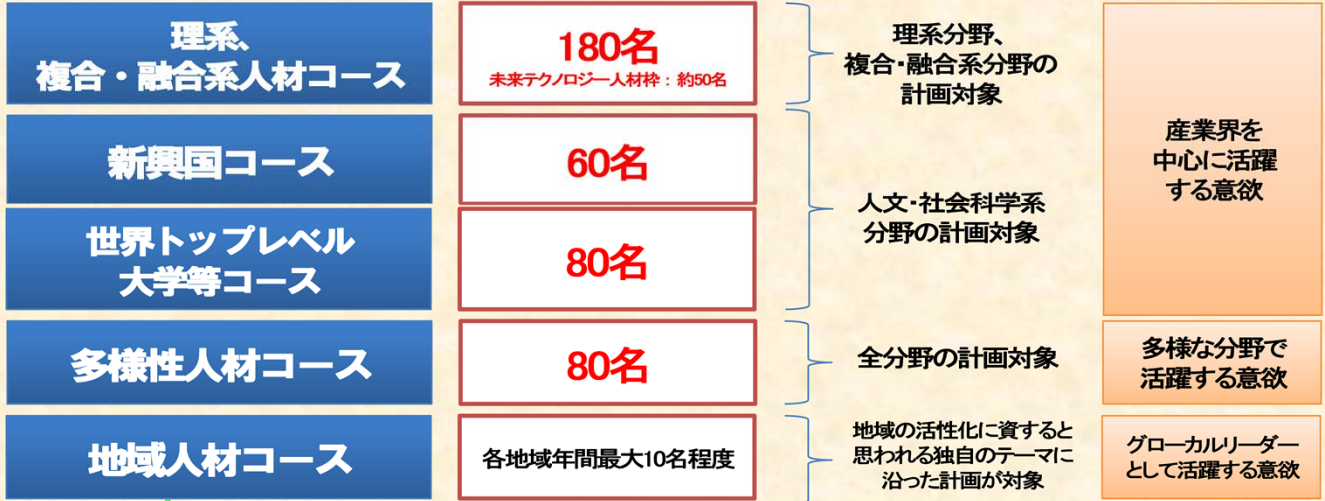 理系、
複合・融合系人材コース
180名
未来テクノロジー人材枠：約50名
理系分野、
複合・融合系分野の
計画対象
産業界を
中心に活躍
する意欲
新興国コース
60名
人文・社会科学系
分野の計画対象
世界トップレベル
大学等コース
80名
多様性人材コース
80名
全分野の計画対象
多様な分野で
活躍する意欲
地域人材コース
各地域年間最大10名程度
地域の活性化に資すると
思われる独自のテーマに
沿った計画が対象
グローカルリーダー
として活躍する意欲